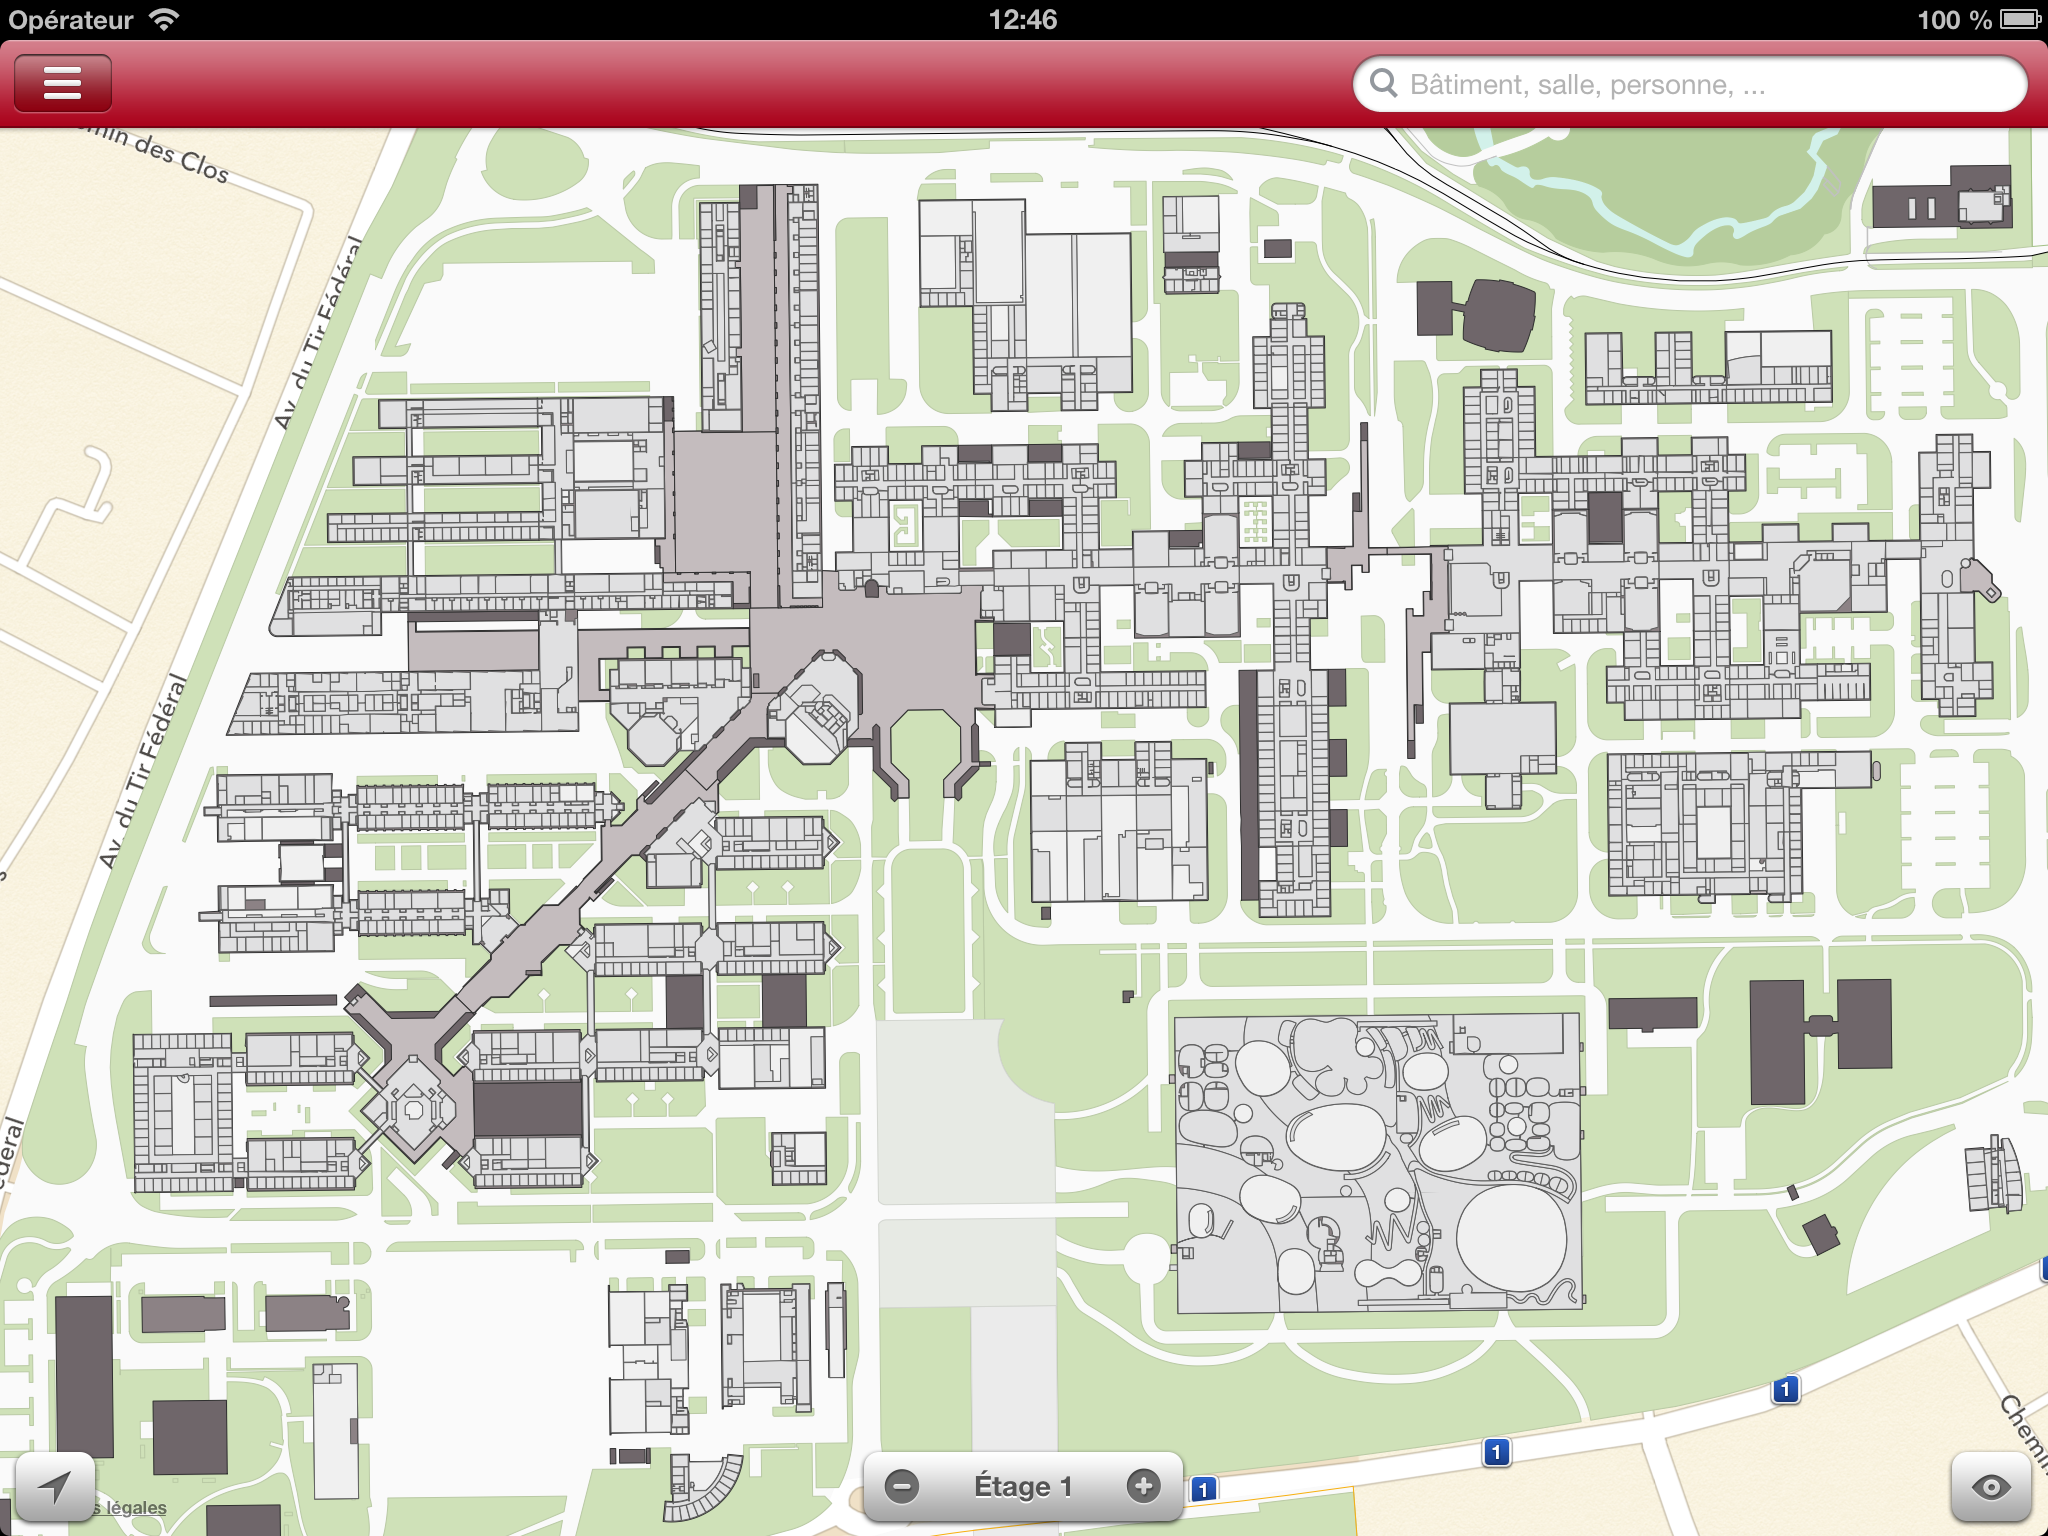 Opérateur
12:46
100 %
Bâtiment, salle, personne, ...
min des Clos
Av. du Tir Fédéral
Av. du Tir Fédéral
édéral
1
1
1
Chemin
Étage 1
s légales